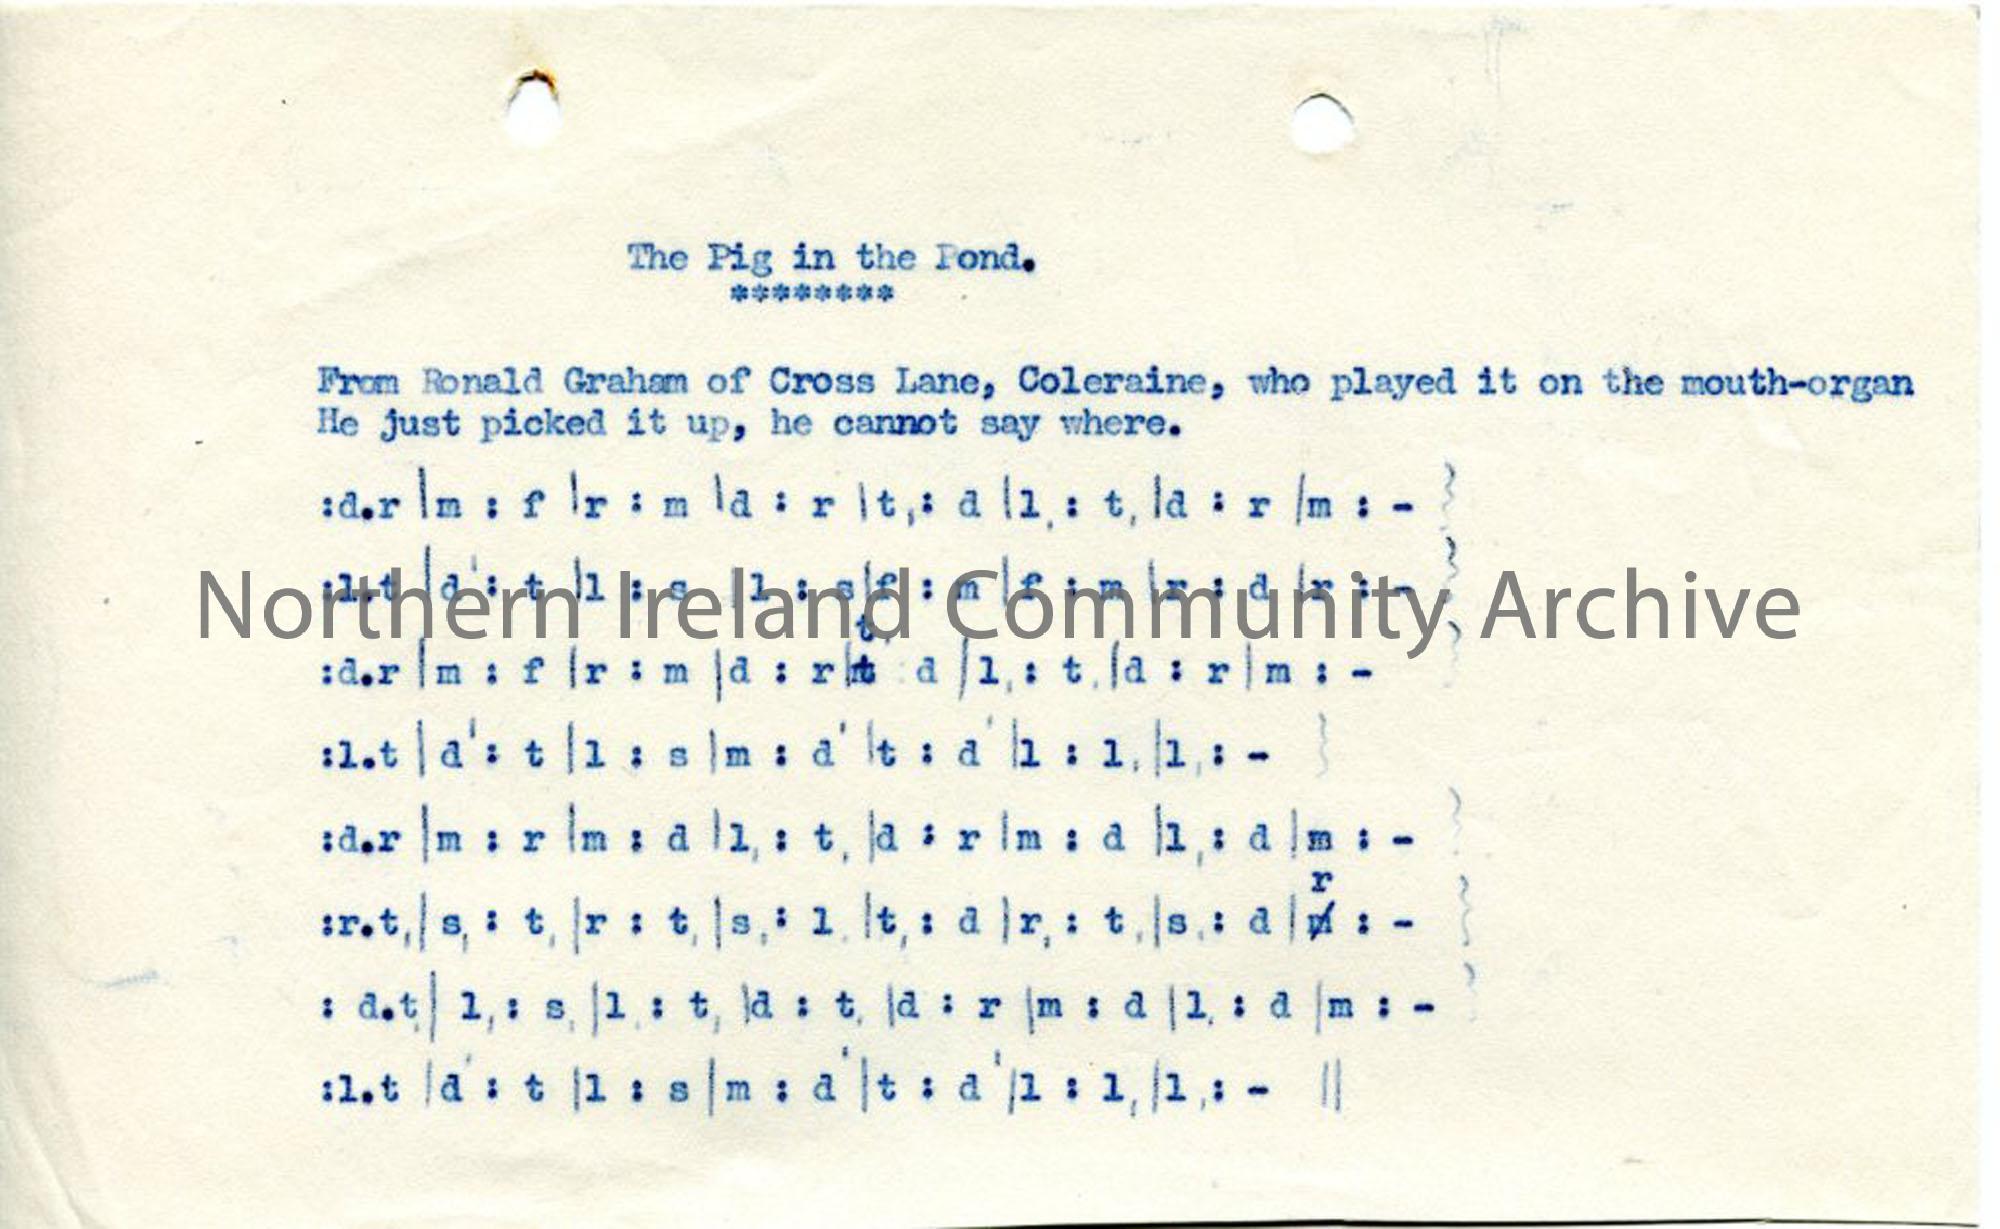 The Pig in the Pond.
********
From Ronald Graham of Cross Lane, Coleraine, who played it on the mouth-organ
He just picked it up, he cannot say where.
:d.r |m : f |r : m |d : r |t, : d |l, : t, |d : r |m : - }
:l.t |d' : t |l : s |l : s|f : m |f : m |r : d |r : - }
Northern Ireland Community Archive
t,
:d.r |m : f |r : m |d : r|t : d |l, : t, |d : r |m : - }
:l.t |d' : t |l : s |m : d' |t : d' |l : l, |l, : - }
:d.r |m : r |m : d |l, : t, |d : r |m : d |l, : d |m : - }
r
:r.t, |s, : t, |r : t, |s, : l, |t, : d |r, : t, |s, : d |m : - }
: d.t, |l, : s, |l, : t, |d : t, |d : r |m : d |l, : d |m : - }
:l.t |d' : t |l : s |m : d' |t : d' |l : l, |l, : - ||